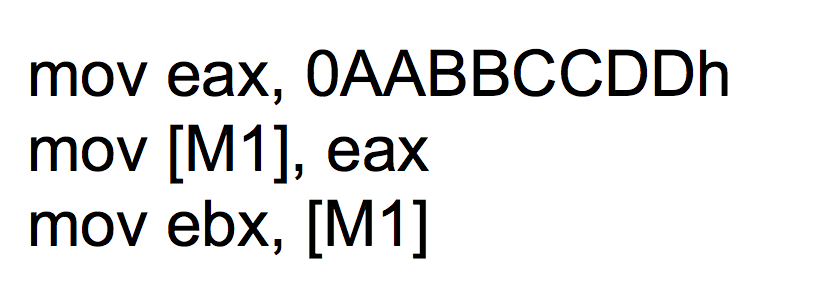 mov eax, 0AABBCCDDh
mov [M1], eax
mov ebx, [M1]